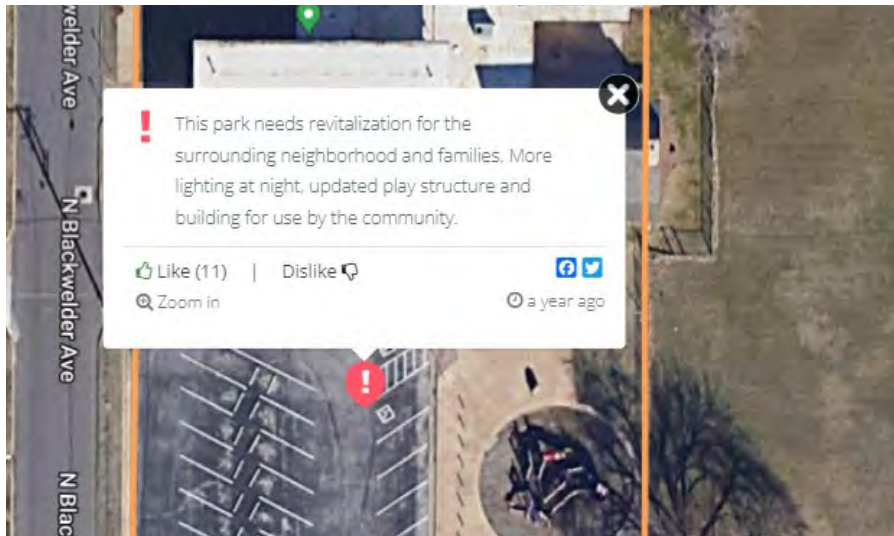 welder Ave
This park needs revitalization for the
surrounding neighborhood and families. More
lighting at night, updated play structure and
building for use by the community.
Like (11) | Dislike
Zoom in
a year ago
N Blackwelder Ave
N Blac